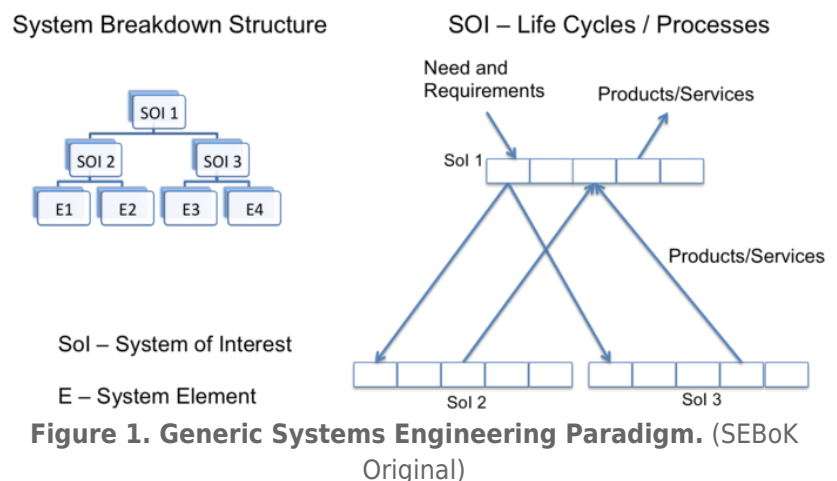 System Breakdown Structure
SOI – Life Cycles / Processes
SOI 1
SOI 2
SOI 3
E1
E2
E3
E4
Need and
Requirements
Products/Services
SoI 1
Products/Services
SoI 2
SoI 3
SoI – System of Interest
E – System Element
Figure 1. Generic Systems Engineering Paradigm. (SEBoK
Original)